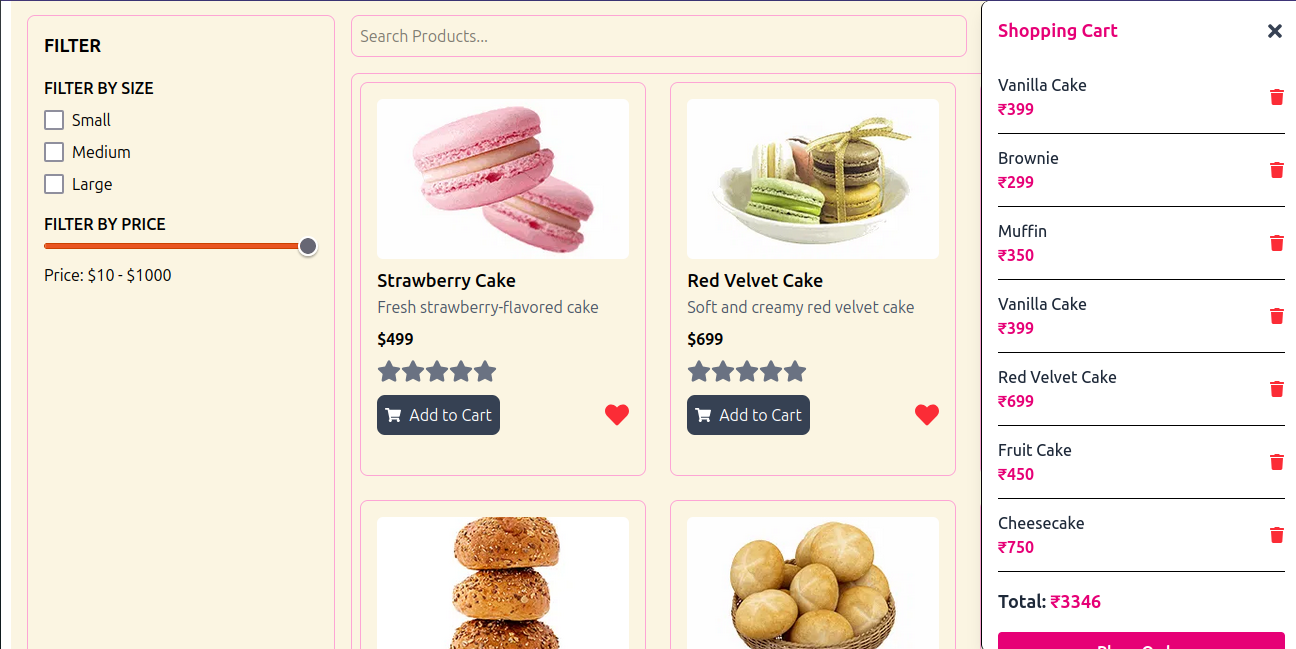 FILTER
FILTER BY SIZE
Small
Medium
Large
FILTER BY PRICE
Price: $10 - $1000
Search Products...
Strawberry Cake
Fresh strawberry-flavored cake
$499
Add to Cart
Red Velvet Cake
Soft and creamy red velvet cake
$699
Add to Cart
Shopping Cart
Vanilla Cake
₹399
Brownie
₹299
Muffin
₹350
Vanilla Cake
₹399
Red Velvet Cake
₹699
Fruit Cake
₹450
Cheesecake
₹750
Total: ₹3346